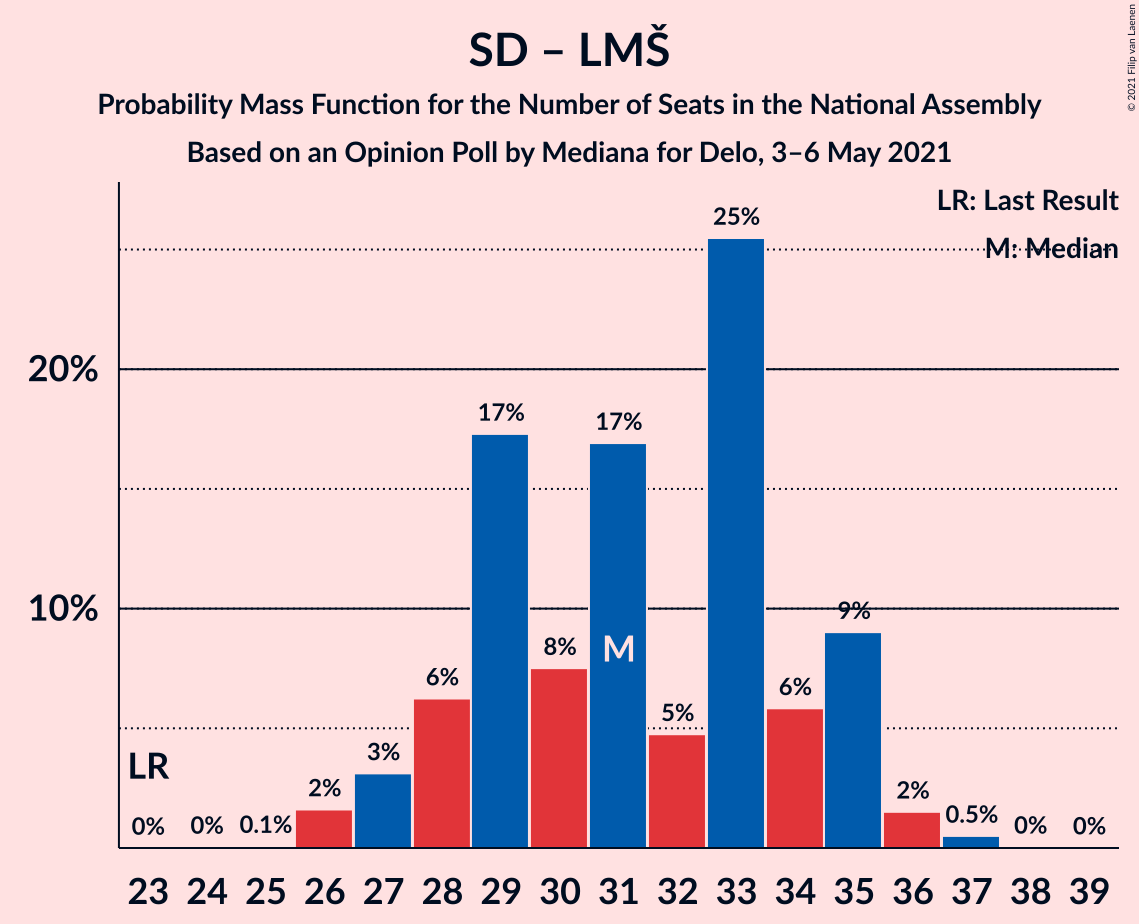 SD – LMŠ
Probability Mass Function for the Number of Seats in the National Assembly
Based on an Opinion Poll by Mediana for Delo, 3–6 May 2021
© 2021 Filip van Laenen
LR: Last Result
M: Median
20%
10%
LR
M
0% 0% 0.1% 2% 3% 6% 17% 8% 17% 5% 25% 6% 9% 2% 0.5% 0% 0%
23 24 25 26 27 28 29 30 31 32 33 34 35 36 37 38 39